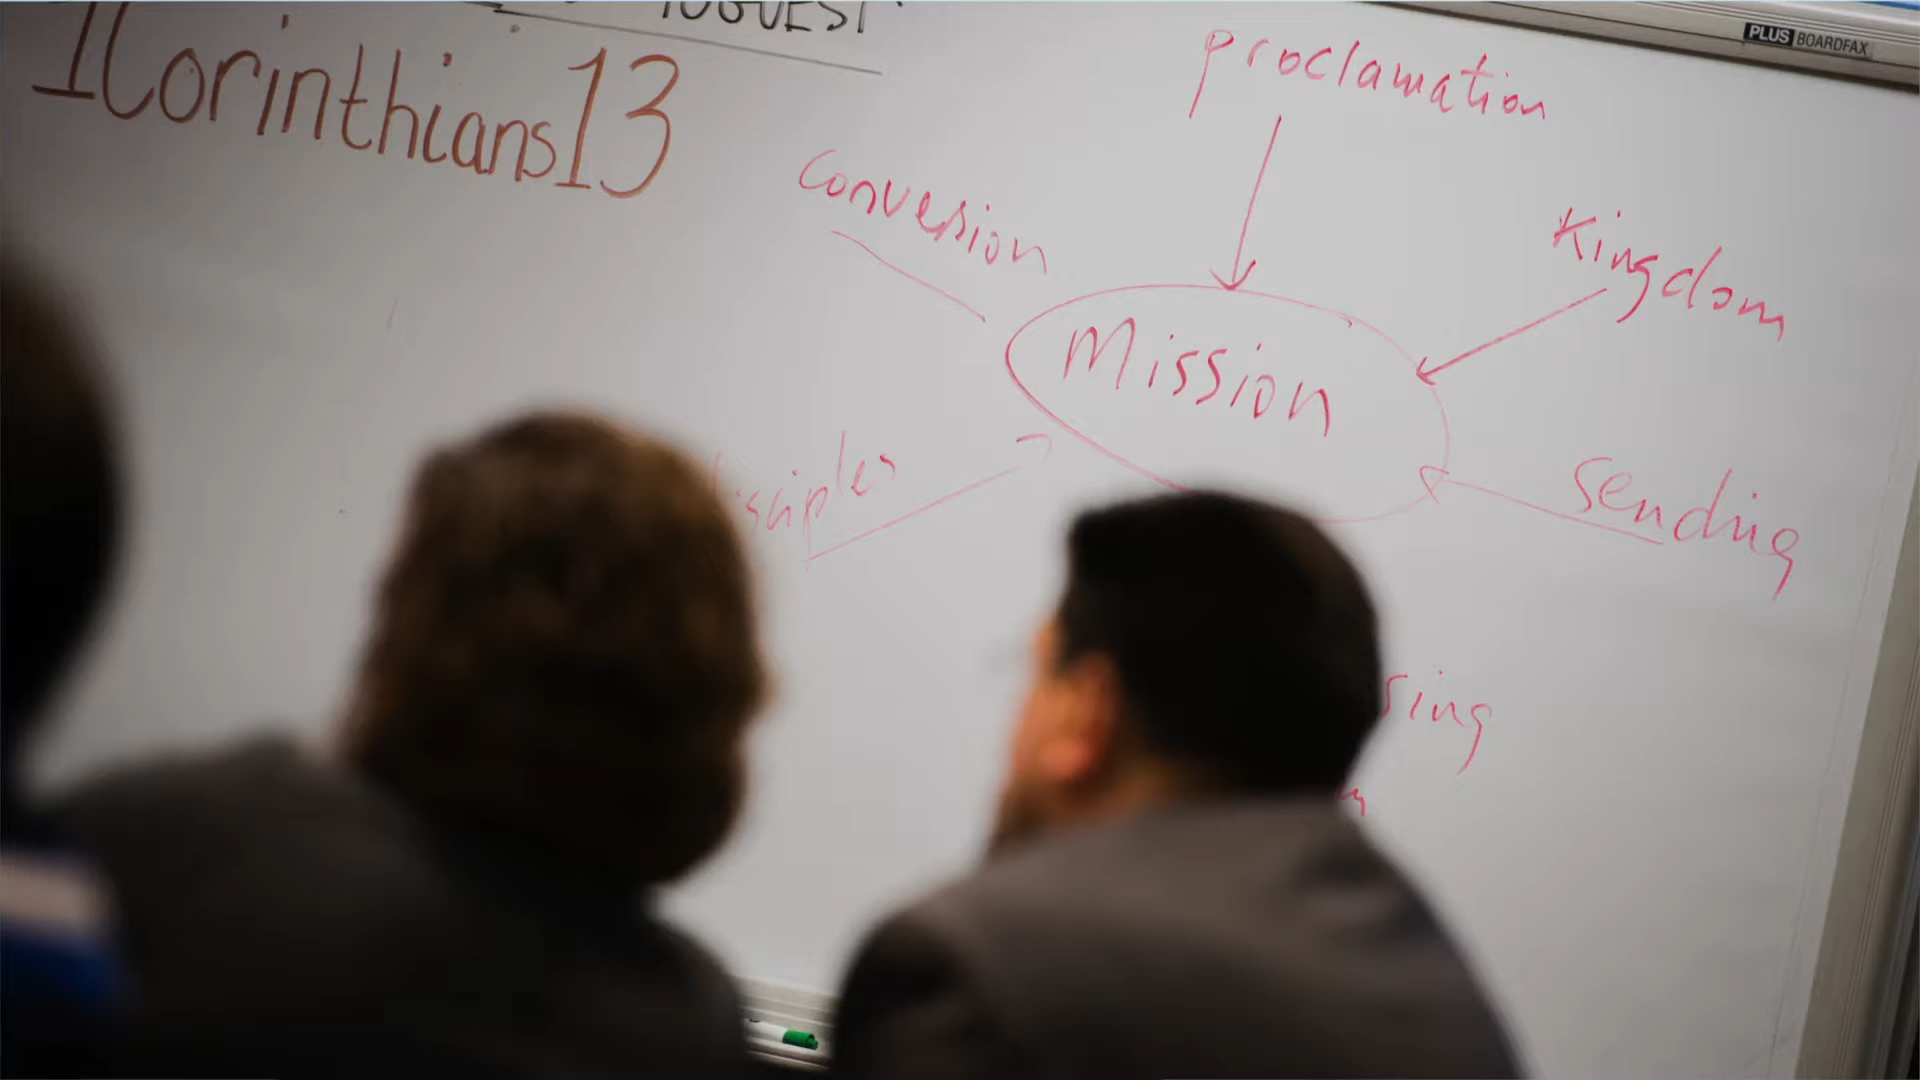 1Corinthians13
PLUS BOARDFAX
proclamation
conversion
Kingdom
Mission
sending